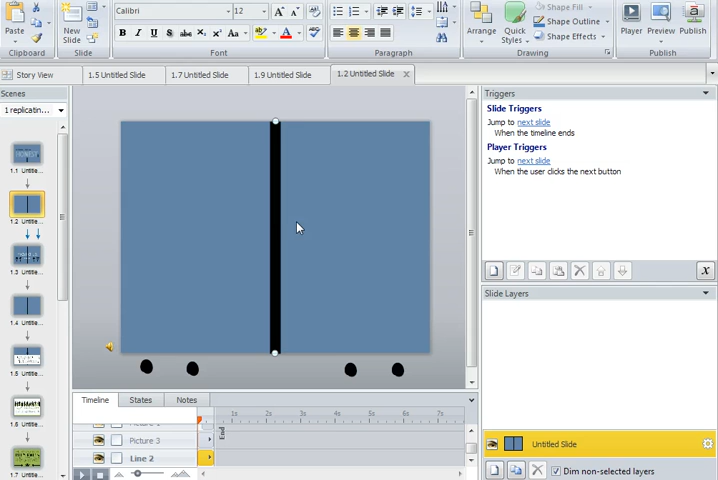 Calibri 12
Paste New Slide B I U S abc X2 X2 Aa A Arrange Quick Styles Shape Fill Shape Outline Shape Effects Player Preview Publish
Clipboard Slide Font Paragraph Drawing Publish
Story View 1.5 Untitled Slide 1.7 Untitled Slide 1.9 Untitled Slide 1.2 Untitled Slide
Scenes
1 replicatin...
1.1 Untitle...
1.2 Untitle...
1.3 Untitle...
1.4 Untitle...
1.5 Untitle...
1.6 Untitle...
1.7 Untitle...
Triggers
Slide Triggers
Jump to next slide
When the timeline ends
Player Triggers
Jump to next slide
When the user clicks the next button
Slide Layers
Untitled Slide
Dim non-selected layers
Timeline States Notes
1s 2s 3s 4s 5s 6s 7s
End
Picture 3
Line 2